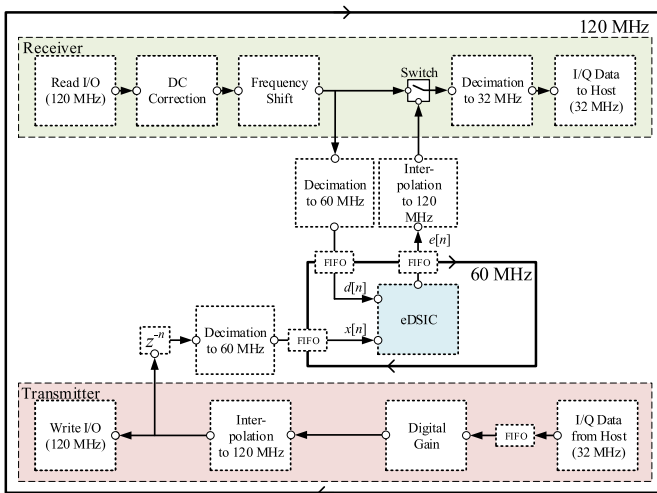 120 MHz
Receiver
Read I/O
(120 MHz)
DC
Correction
Frequency
Shift
Switch
Decimation
to 32 MHz
I/Q Data
to Host
(32 MHz)
Decimation
to 60 MHz
Inter-
polation
to 120
MHz
e[n]
FIFO
FIFO
60 MHz
d[n]
eDSIC
x[n]
FIFO
z⁻ⁿ
Decimation
to 60 MHz
Transmitter
Write I/O
(120 MHz)
Inter-
polation
to 120 MHz
Digital
Gain
FIFO
I/Q Data
from Host
(32 MHz)